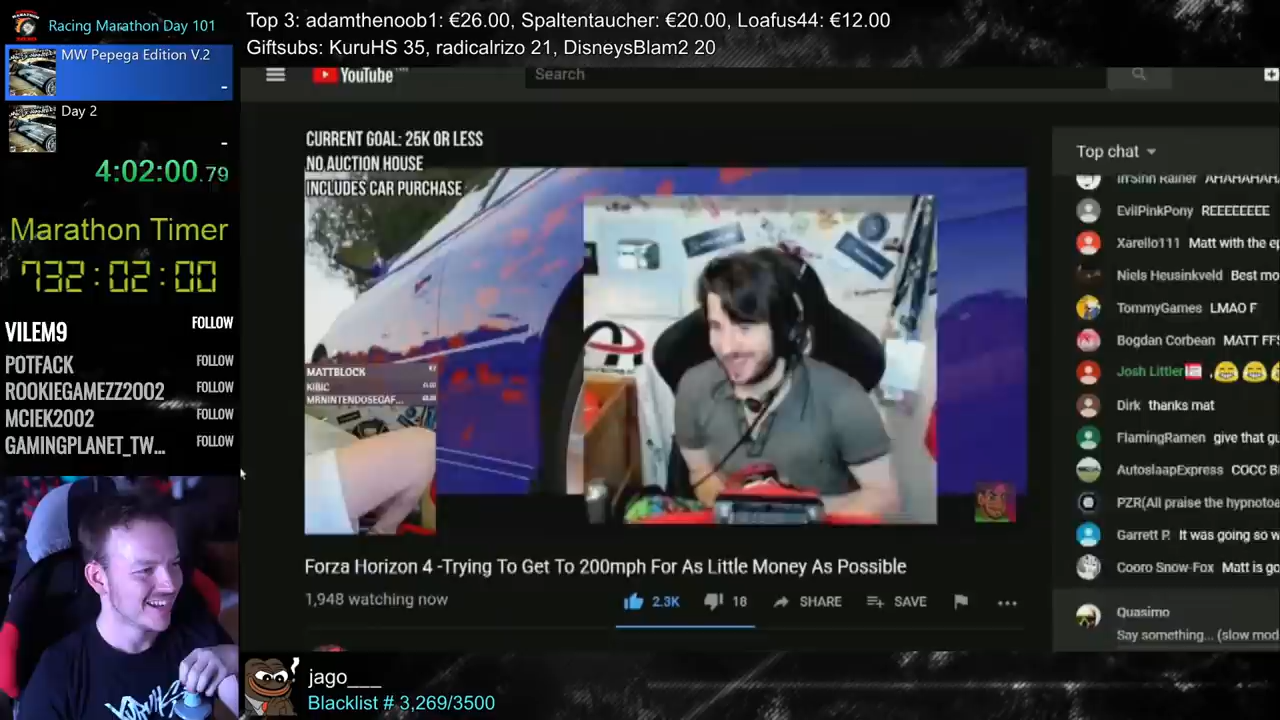 Racing Marathon Day 101
MW Pepega Edition V.2
-
Day 2
-
4:02:00.79
Marathon Timer
732:02:00
VILEM9 FOLLOW
POTFACK FOLLOW
ROOKIEGAMEZZ2002 FOLLOW
MCIEK2002 FOLLOW
GAMINGPLANET_TW... FOLLOW
Top 3: adamthenoob1: €26.00, Spaltentaucher: €20.00, Loafus44: €12.00
Giftsubs: KuruHS 35, radicalrizo 21, DisneysBlam2 20
YouTube
Search
CURRENT GOAL: 25K OR LESS
NO AUCTION HOUSE
INCLUDES CAR PURCHASE
MATTBLOCK
KIBIC
MRNINTENDOSEGAF...
Forza Horizon 4 -Trying To Get To 200mph For As Little Money As Possible
1,948 watching now
2.3K 18 SHARE SAVE
Top chat
Rainer
EvilPinkPony REEEEEEEE
Xarello111 Matt with the ep
Niels Heusinkveld Best mo
TommyGames LMAO F
Bogdan Corbean MATT FFS
Josh Littler 😂😂
Dirk thanks mat
FlamingRamen give that gu
AutoslaapExpress COCC
PZR(All praise the hypnotoa
Garrett P. It was going so w
Cooro Snow-Fox Matt is go
Quasimo
Say something... (slow mod
jago___
Blacklist # 3,269/3500